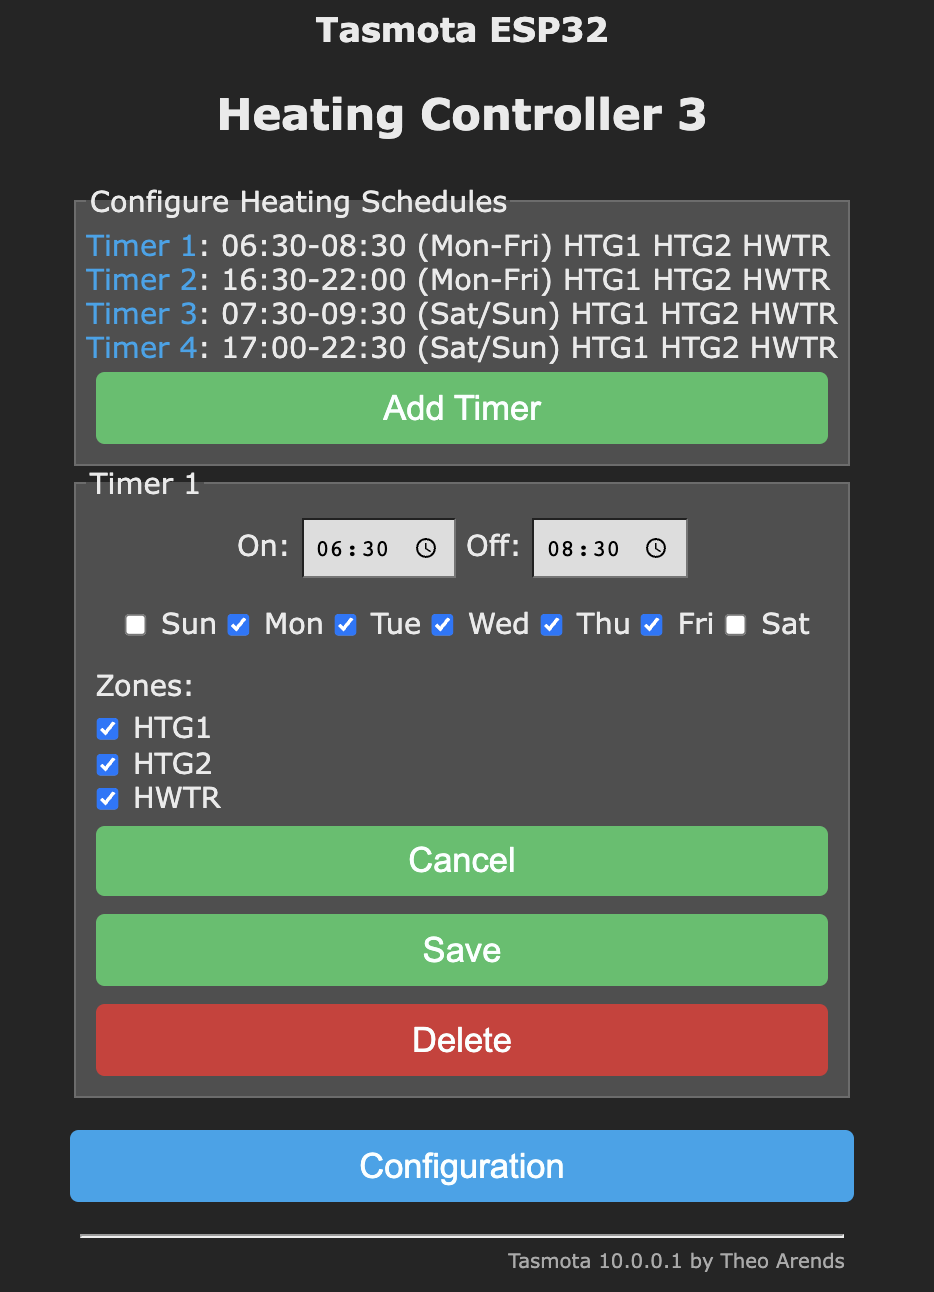 Tasmota ESP32
Heating Controller 3
Configure Heating Schedules
Timer 1: 06:30-08:30 (Mon-Fri) HTG1 HTG2 HWTR
Timer 2: 16:30-22:00 (Mon-Fri) HTG1 HTG2 HWTR
Timer 3: 07:30-09:30 (Sat/Sun) HTG1 HTG2 HWTR
Timer 4: 17:00-22:30 (Sat/Sun) HTG1 HTG2 HWTR
Add Timer
Timer 1
On: 06:30 Off: 08:30
Sun Mon Tue Wed Thu Fri Sat
Zones:
HTG1
HTG2
HWTR
Cancel
Save
Delete
Configuration
Tasmota 10.0.0.1 by Theo Arends